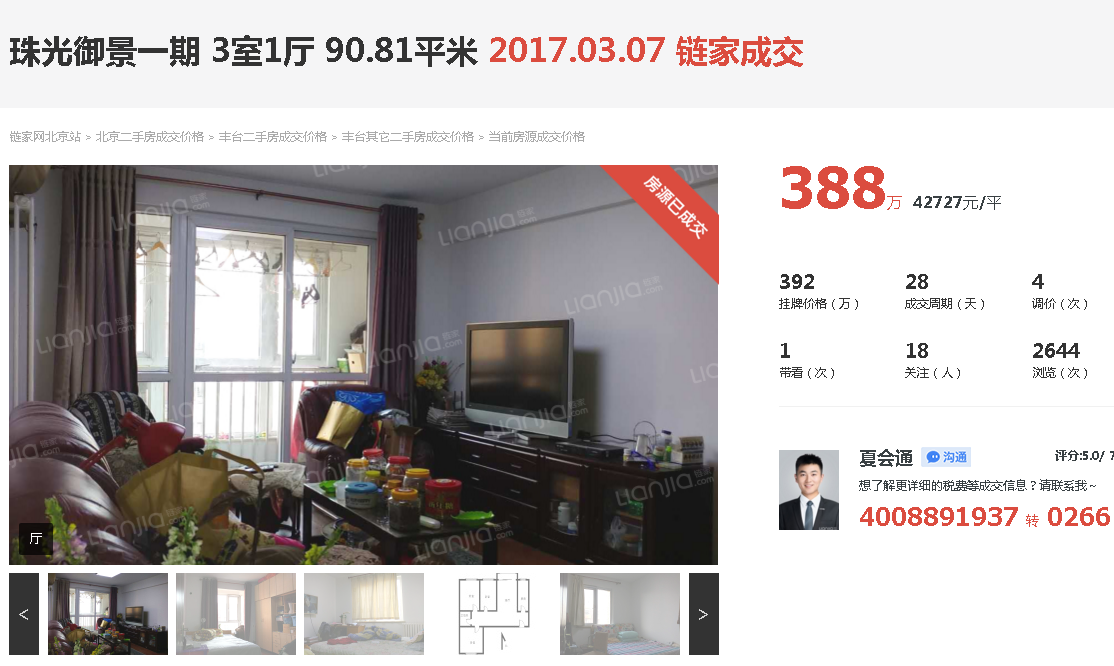 珠光御景一期 3室1厅 90.81平米 2017.03.07 链家成交
链家网北京站 > 北京二手房成交价格 > 丰台二手房成交价格 > 丰台其它二手房成交价格 > 当前房源成交价格
房源已成交
Lianjia 链家 .com
厅
< >
388万 42727元/平
392 28 4
挂牌价格（万） 成交周期（天） 调价（次）
1 18 2644
带看（次） 关注（人） 浏览（次）
夏会通 沟通 评分:5.0/ 7
想了解更详细的税费等成交信息？请联系我~
4008891937 转 0266